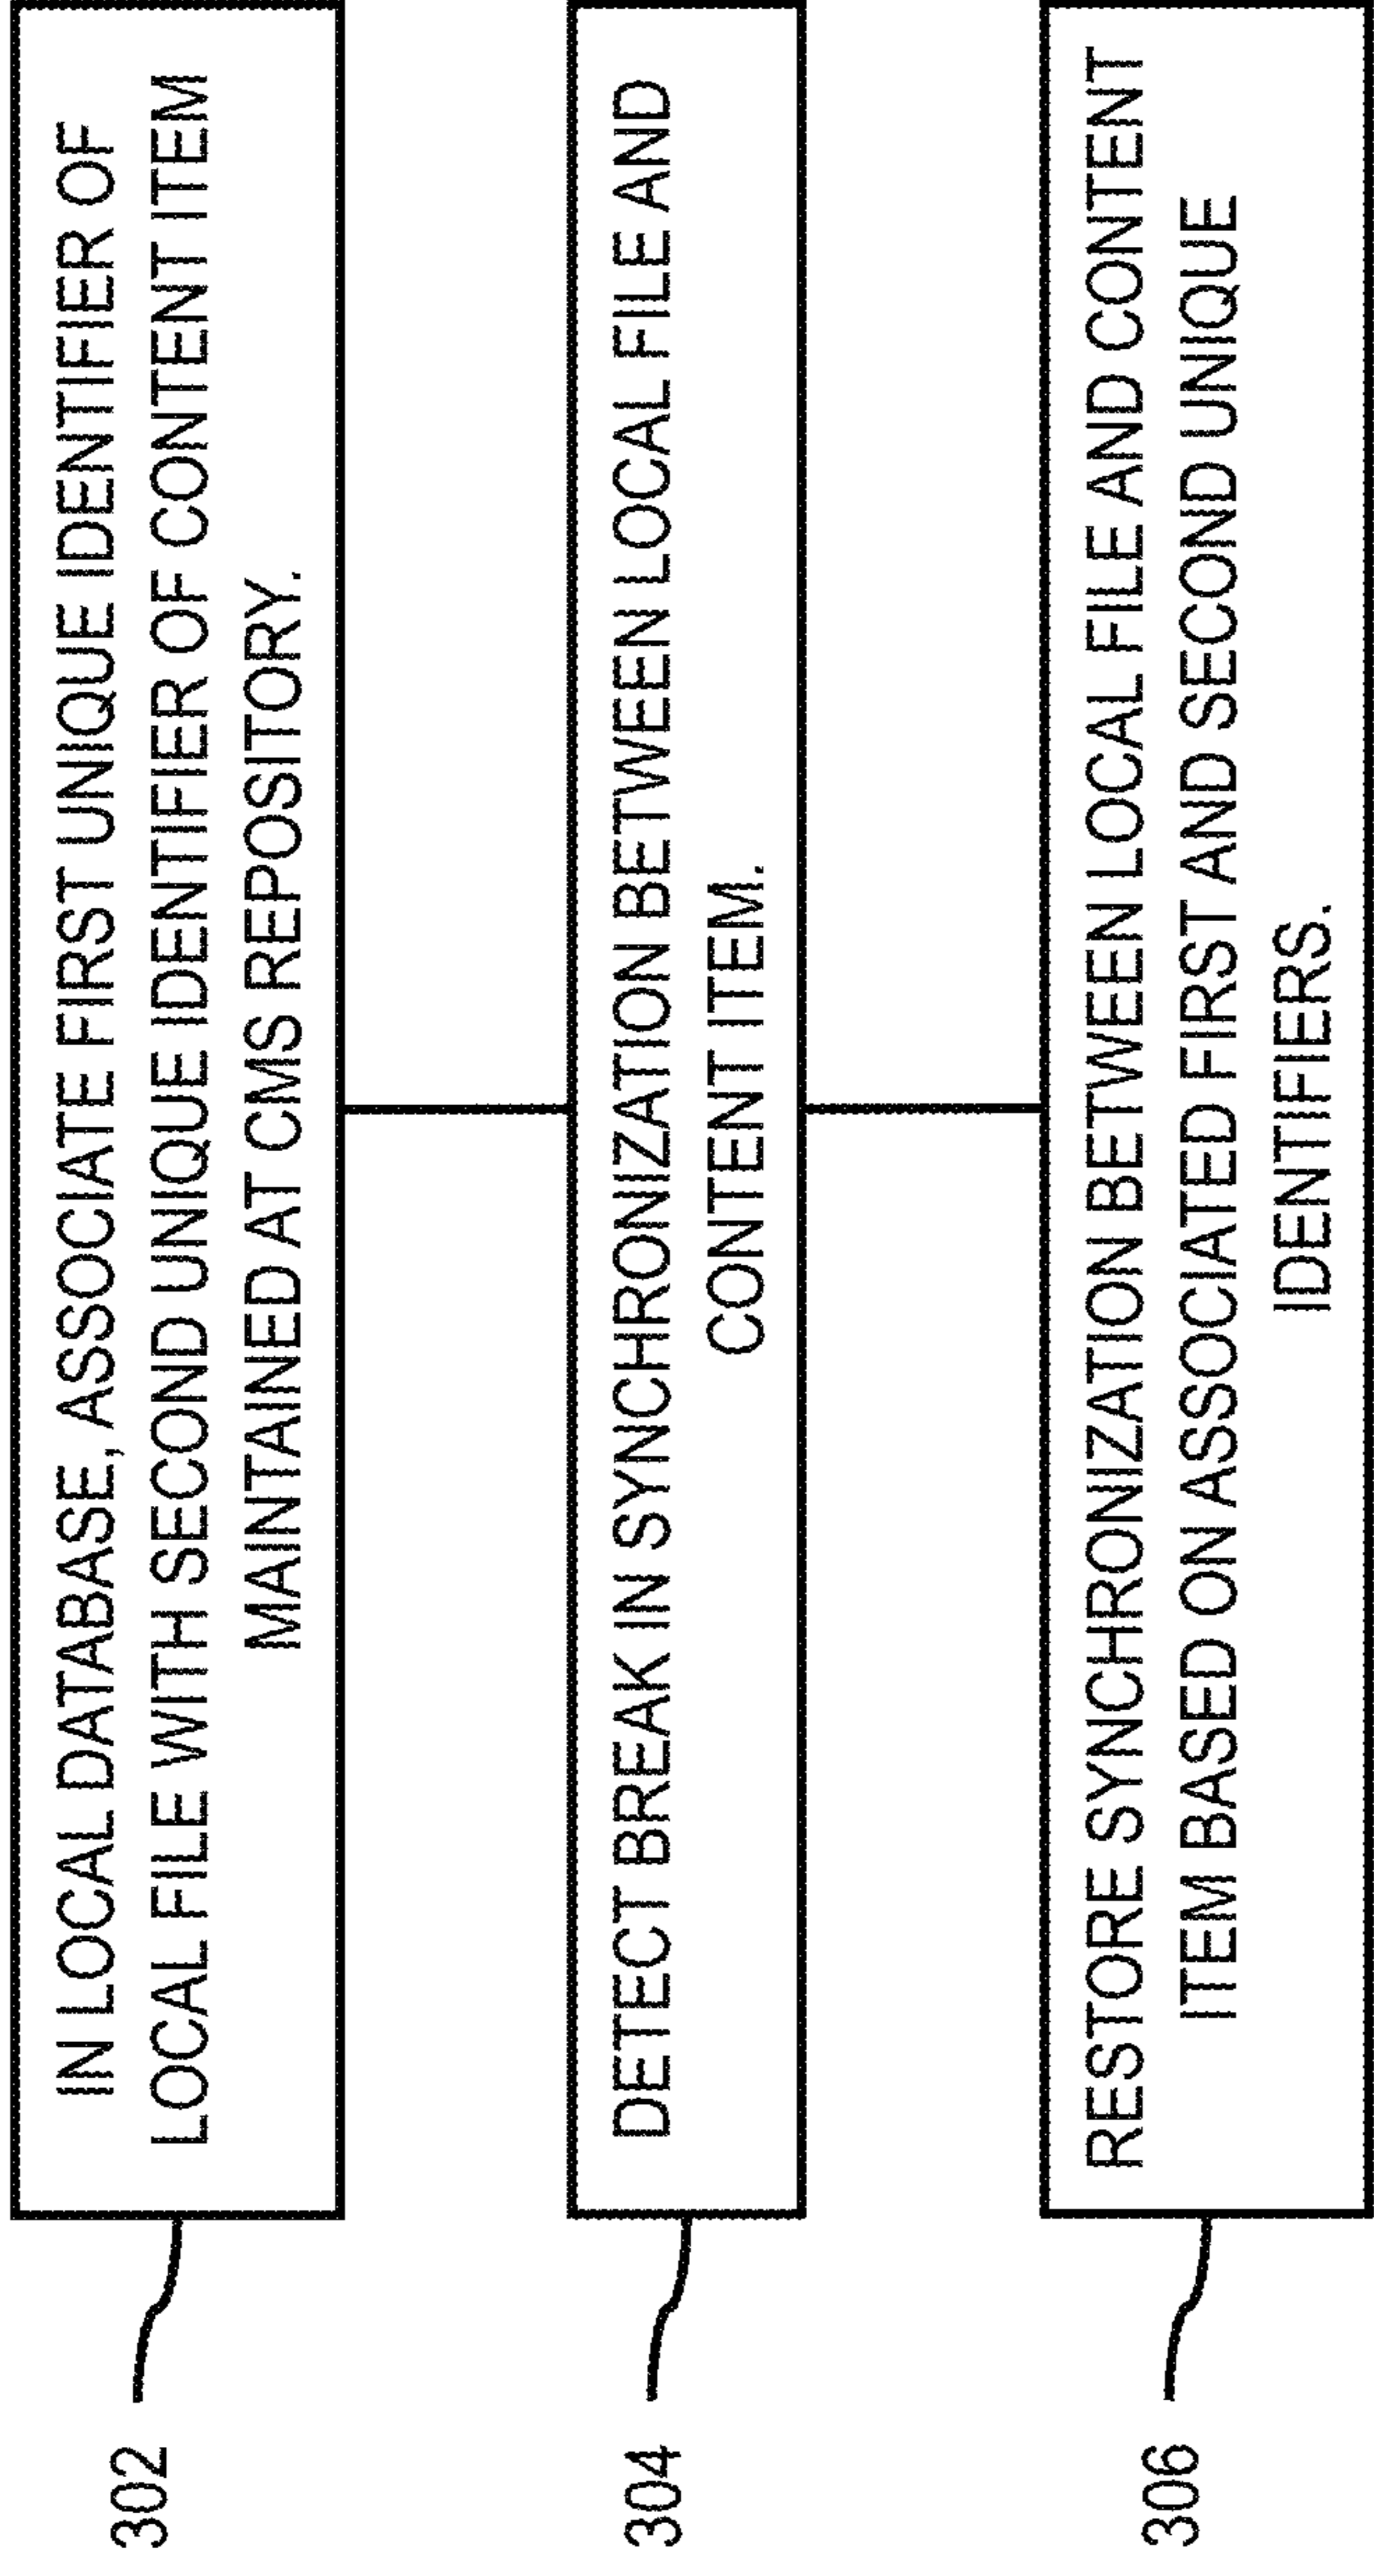 302
IN LOCAL DATABASE, ASSOCIATE FIRST UNIQUE IDENTIFIER OF
LOCAL FILE WITH SECOND UNIQUE IDENTIFIER OF CONTENT ITEM
MAINTAINED AT CMS REPOSITORY.
304
DETECT BREAK IN SYNCHRONIZATION BETWEEN LOCAL FILE AND
CONTENT ITEM.
306
RESTORE SYNCHRONIZATION BETWEEN LOCAL FILE AND CONTENT
ITEM BASED ON ASSOCIATED FIRST AND SECOND UNIQUE
IDENTIFIERS.